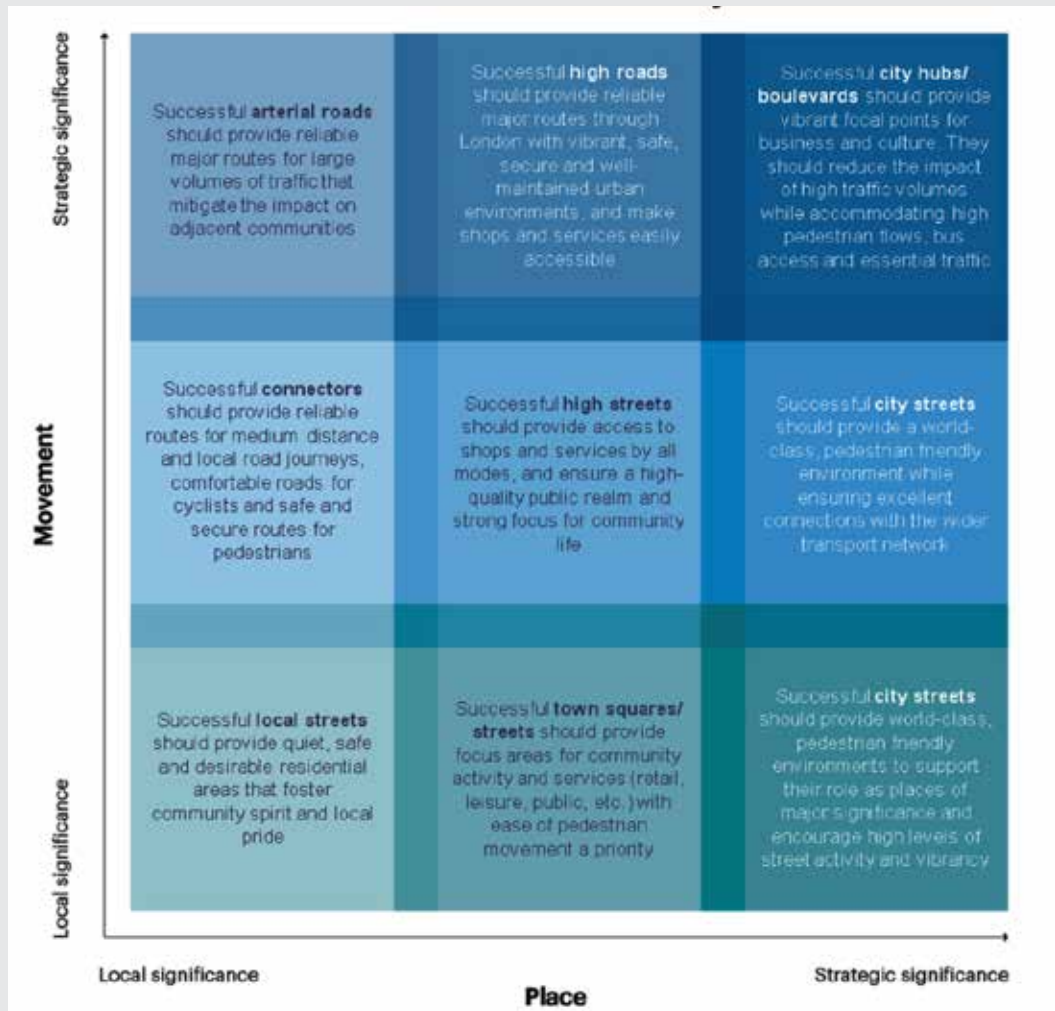 Strategic significance
Successful arterial roads
should provide reliable
major routes for large
volumes of traffic that
mitigate the impact on
adjacent communities
Successful high roads
should provide reliable
major routes through
London with vibrant, safe,
secure and well-
maintained urban
environments, and make
shops and services easily
accessible
Successful city hubs/
boulevards should provide
vibrant focal points for
business and culture. They
should reduce the impact
of high traffic volumes
while accommodating high
pedestrian flows, bus
access and essential traffic
Movement
Successful connectors
should provide reliable
routes for medium distance
and local road journeys,
comfortable roads for
cyclists and safe and
secure routes for
pedestrians
Successful high streets
should provide access to
shops and services by all
modes, and ensure a high-
quality public realm and
strong focus for community
life
Successful city streets
should provide a world-
class, pedestrian friendly
environment while
ensuring excellent
connections with the wider
transport network
Local significance
Successful local streets
should provide quiet, safe
and desirable residential
areas that foster
community spirit and local
pride
Successful town squares/
streets should provide
focus areas for community
activity and services (retail,
leisure, public, etc.) with
ease of pedestrian
movement a priority
Successful city streets
should provide world-class,
pedestrian friendly
environments to support
their role as places of
major significance and
encourage high levels of
street activity and vibrancy
Local significance
Strategic significance
Place